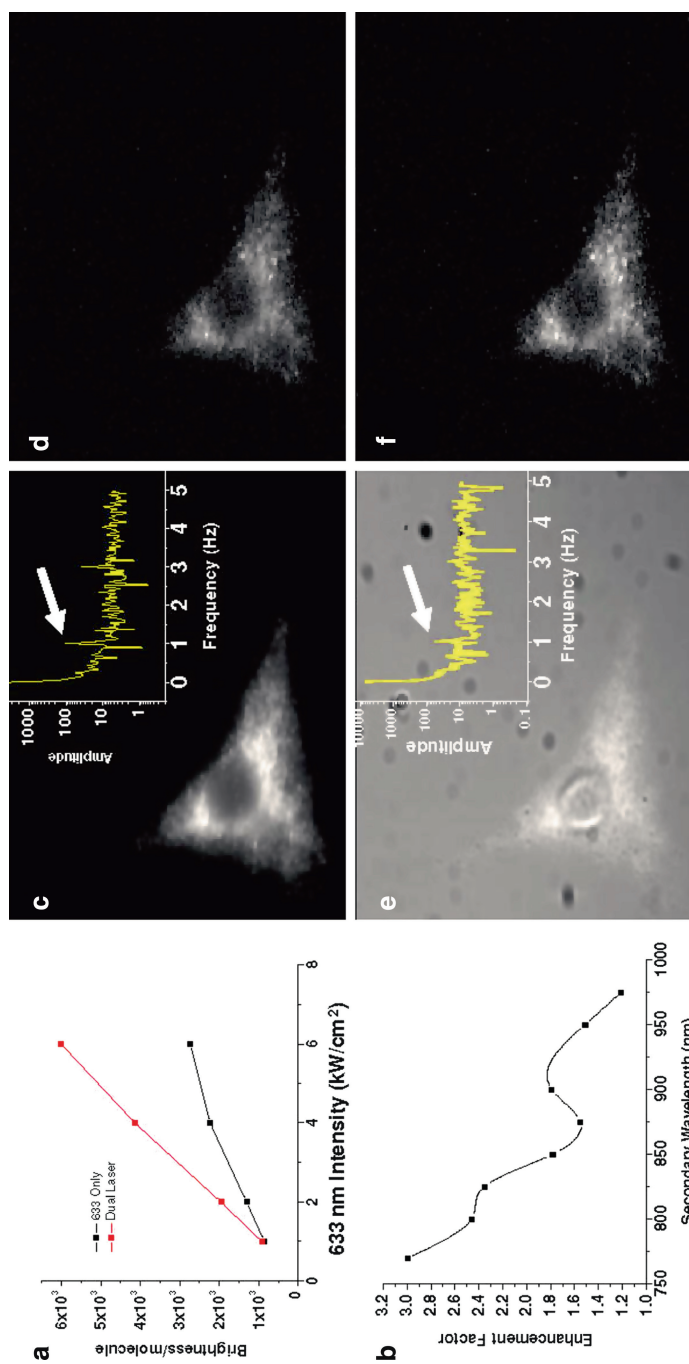 a
6x10³
5x10³
4x10³
3x10³
2x10³
1x10³
0
Brightness/molecule
633 Only
Dual Laser
0 2 4 6 8
633 nm Intensity (kW/cm²)
b
3.2
3.0
2.8
2.6
2.4
2.2
2.0
1.8
1.6
1.4
1.2
1.0
Enhancement Factor
750 800 850 900 950 1000
Secondary Wavelength (nm)
c
1000
100
10
1
Amplitude
0 1 2 3 4 5
Frequency (Hz)
d
e
10000
1000
100
10
1
0.1
Amplitude
0 1 2 3 4 5
Frequency (Hz)
f